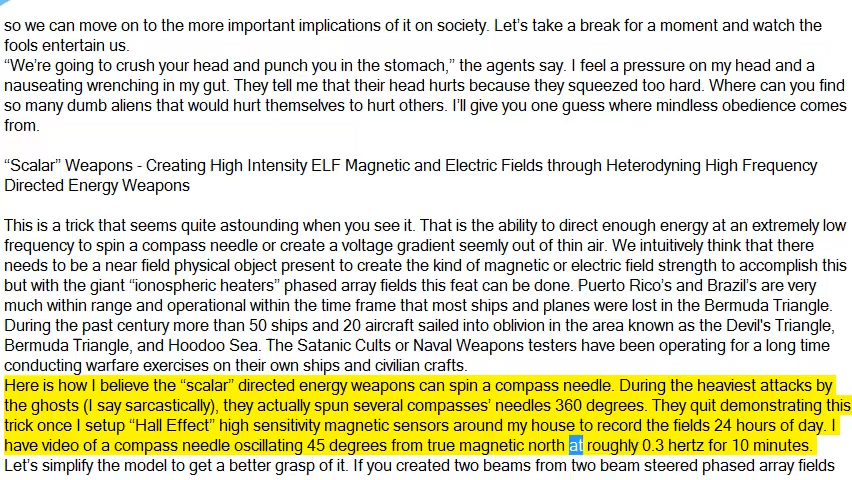 so we can move on to the more important implications of it on society. Let’s take a break for a moment and watch the
fools entertain us.
“We’re going to crush your head and punch you in the stomach,” the agents say. I feel a pressure on my head and a
nauseating wrenching in my gut. They tell me that their head hurts because they squeezed too hard. Where can you find
so many dumb aliens that would hurt themselves to hurt others. I’ll give you one guess where mindless obedience comes
from.
“Scalar” Weapons - Creating High Intensity ELF Magnetic and Electric Fields through Heterodyning High Frequency
Directed Energy Weapons
This is a trick that seems quite astounding when you see it. That is the ability to direct enough energy at an extremely low
frequency to spin a compass needle or create a voltage gradient seemly out of thin air. We intuitively think that there
needs to be a near field physical object present to create the kind of magnetic or electric field strength to accomplish this
but with the giant “ionospheric heaters” phased array fields this feat can be done. Puerto Rico’s and Brazil’s are very
much within range and operational within the time frame that most ships and planes were lost in the Bermuda Triangle.
During the past century more than 50 ships and 20 aircraft sailed into oblivion in the area known as the Devil's Triangle,
Bermuda Triangle, and Hoodoo Sea. The Satanic Cults or Naval Weapons testers have been operating for a long time
conducting warfare exercises on their own ships and civilian crafts.
Here is how I believe the “scalar” directed energy weapons can spin a compass needle. During the heaviest attacks by
the ghosts (I say sarcastically), they actually spun several compasses’ needles 360 degrees. They quit demonstrating this
trick once I setup “Hall Effect” high sensitivity magnetic sensors around my house to record the fields 24 hours of day. I
have video of a compass needle oscillating 45 degrees from true magnetic north at roughly 0.3 hertz for 10 minutes.
Let’s simplify the model to get a better grasp of it. If you created two beams from two beam steered phased array fields